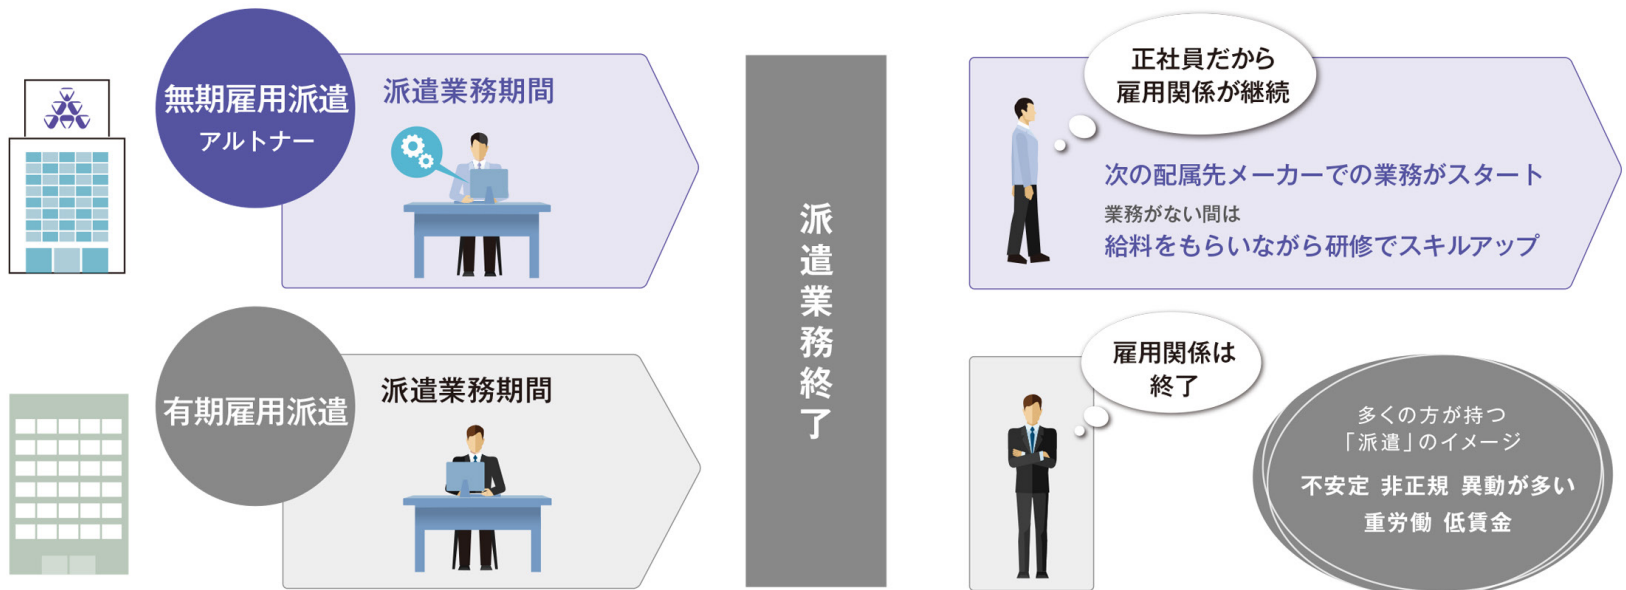 無期雇用派遣
アルトナー
派遣業務期間
派遣業務終了
正社員だから
雇用関係が継続
次の配属先メーカーでの業務がスタート
業務がない間は
給料をもらいながら研修でスキルアップ
有期雇用派遣
派遣業務期間
雇用関係は
終了
多くの方が持つ
「派遣」のイメージ
不安定 非正規 異動が多い
重労働 低賃金